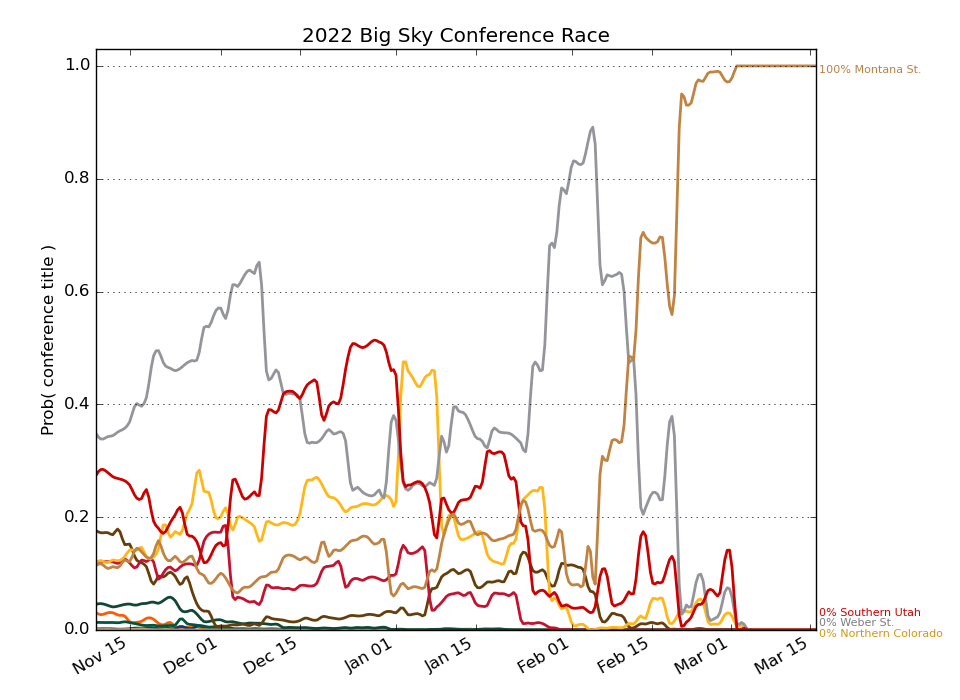 2022 Big Sky Conference Race
Prob( conference title )
1.0
0.8
0.6
0.4
0.2
0.0
Nov 15
Dec 01
Dec 15
Jan 01
Jan 15
Feb 01
Feb 15
Mar 01
Mar 15
100% Montana St.
0% Southern Utah
0% Weber St.
0% Northern Colorado